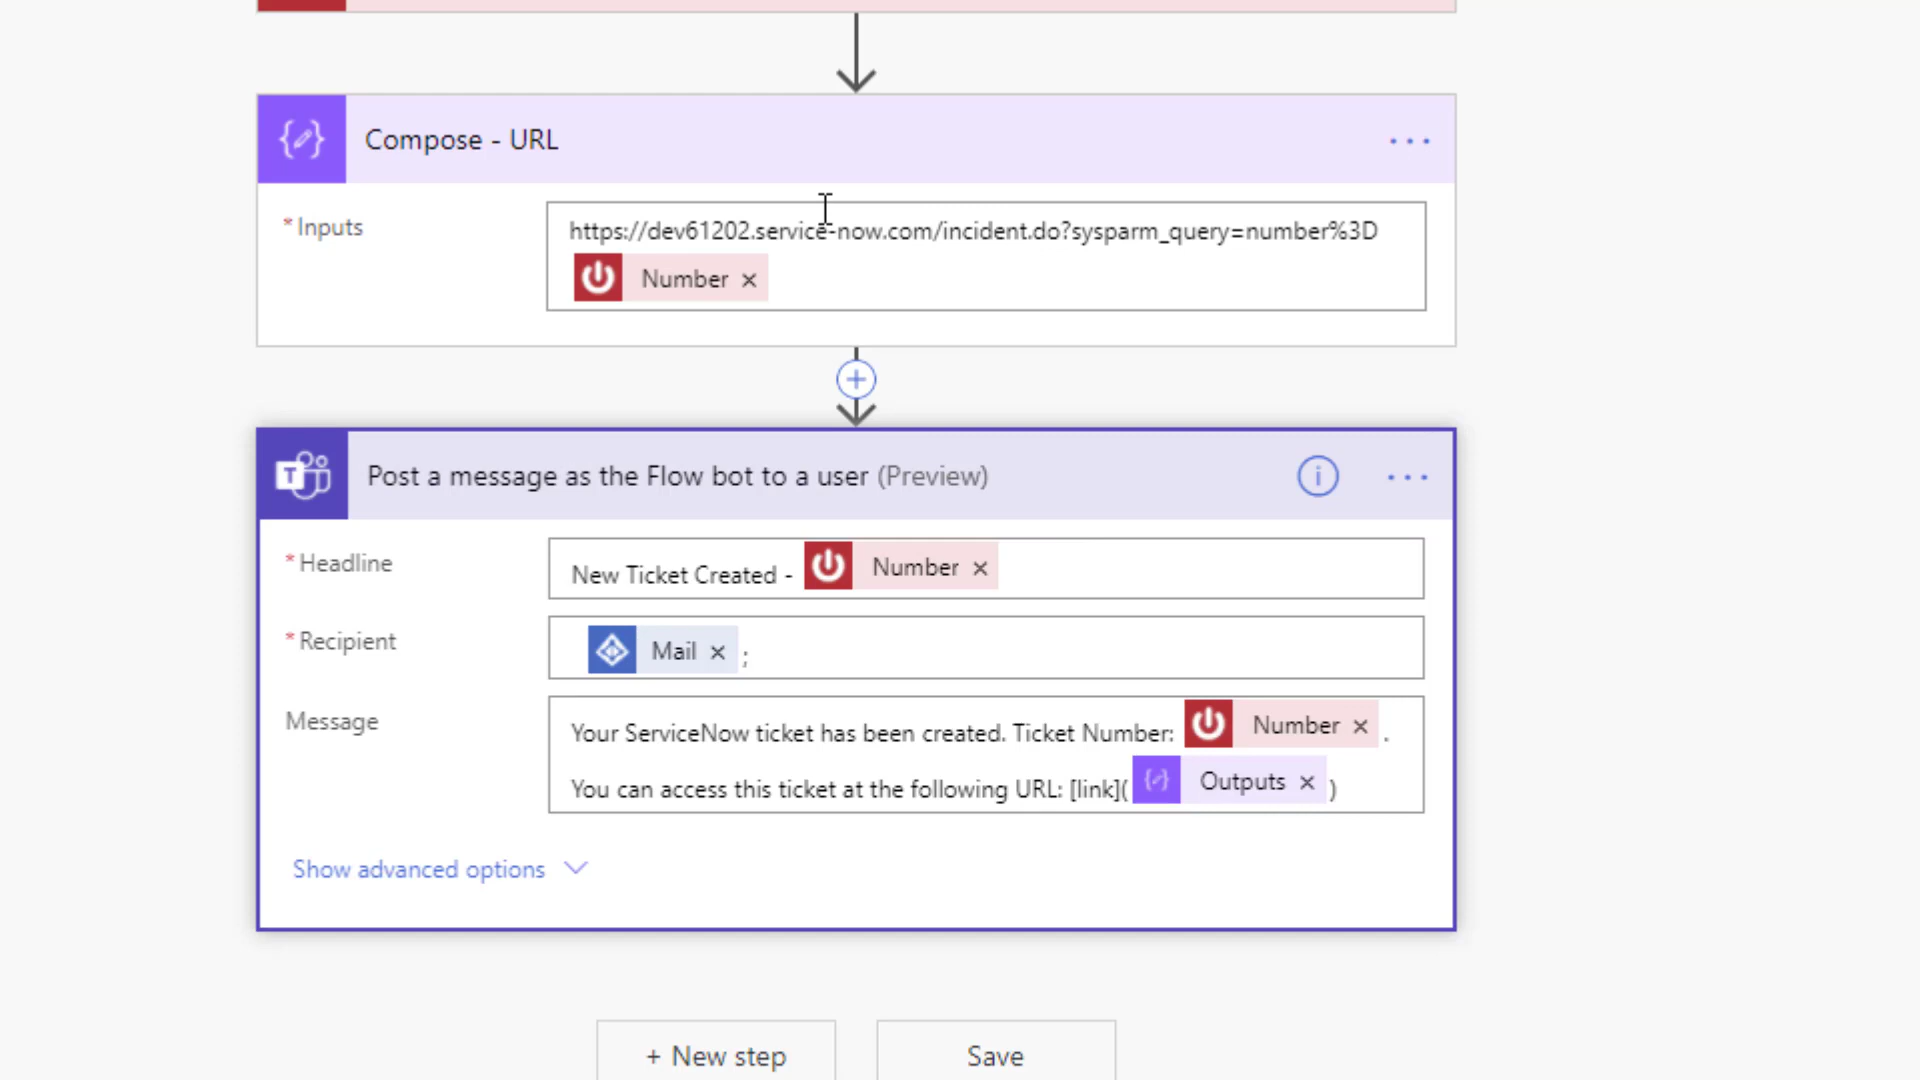 Compose - URL
* Inputs
https://dev61202.service-now.com/incident.do?sysparm_query=number%3D
Number ×
Post a message as the Flow bot to a user (Preview)
* Headline
New Ticket Created - Number ×
* Recipient
Mail × ;
Message
Your ServiceNow ticket has been created. Ticket Number: Number × .
You can access this ticket at the following URL: [link]( Outputs × )
Show advanced options
+ New step
Save